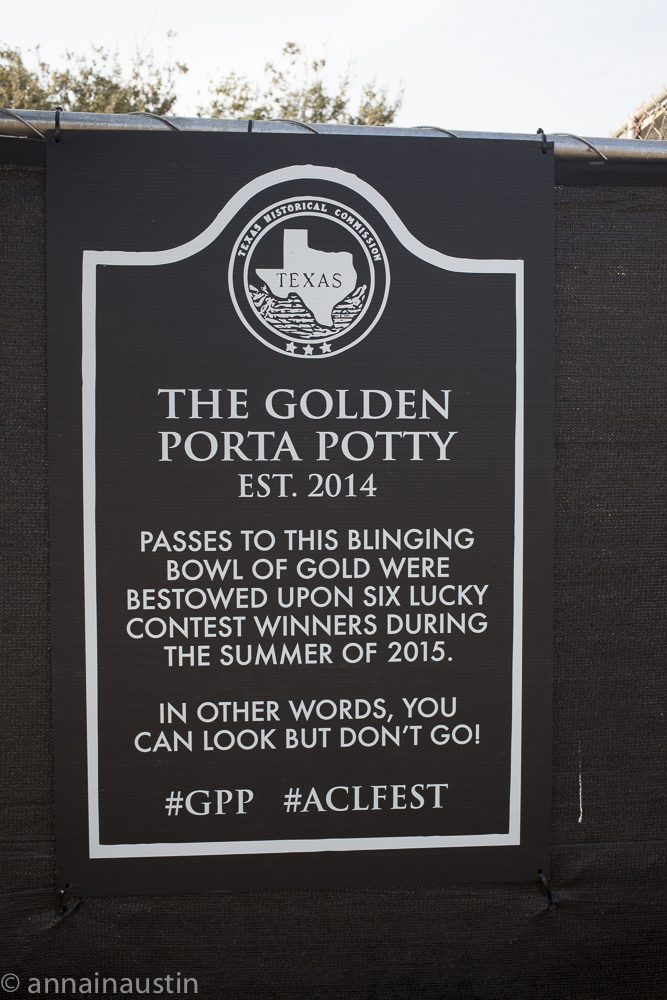 TEXAS HISTORICAL COMMISSION
TEXAS
THE GOLDEN
PORTA POTTY
EST. 2014
PASSES TO THIS BLINGING
BOWL OF GOLD WERE
BESTOWED UPON SIX LUCKY
CONTEST WINNERS DURING
THE SUMMER OF 2015.
IN OTHER WORDS, YOU
CAN LOOK BUT DON'T GO!
#GPP #ACLFEST
© annainaustin